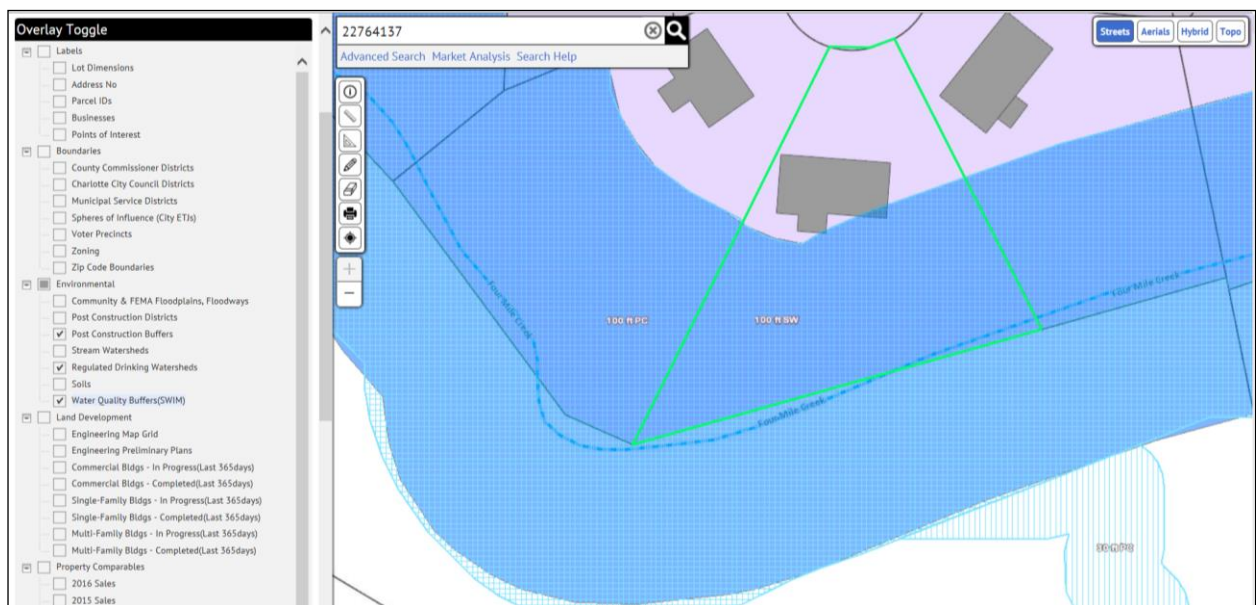 Overlay Toggle
Labels
Lot Dimensions
Address No
Parcel IDs
Businesses
Points of Interest
Boundaries
County Commissioner Districts
Charlotte City Council Districts
Municipal Service Districts
Spheres of Influence (City ETJs)
Voter Precincts
Zoning
Zip Code Boundaries
Environmental
Community & FEMA Floodplains, Floodways
Post Construction Districts
Post Construction Buffers
Stream Watersheds
Regulated Drinking Watersheds
Soils
Water Quality Buffers(SWIM)
Land Development
Engineering Map Grid
Engineering Preliminary Plans
Commercial Bldgs - In Progress(Last 365days)
Commercial Bldgs - Completed(Last 365days)
Single-Family Bldgs - In Progress(Last 365days)
Single-Family Bldgs - Completed(Last 365days)
Multi-Family Bldgs - In Progress(Last 365days)
Multi-Family Bldgs - Completed(Last 365days)
Property Comparables
2016 Sales
2015 Sales
22764137
Advanced Search Market Analysis Search Help
Streets Aerials Hybrid Topo
Four Mile Creek
Four Mile Creek
100 ft PC
100 ft SW
Four Mile Creek
30 ft PC